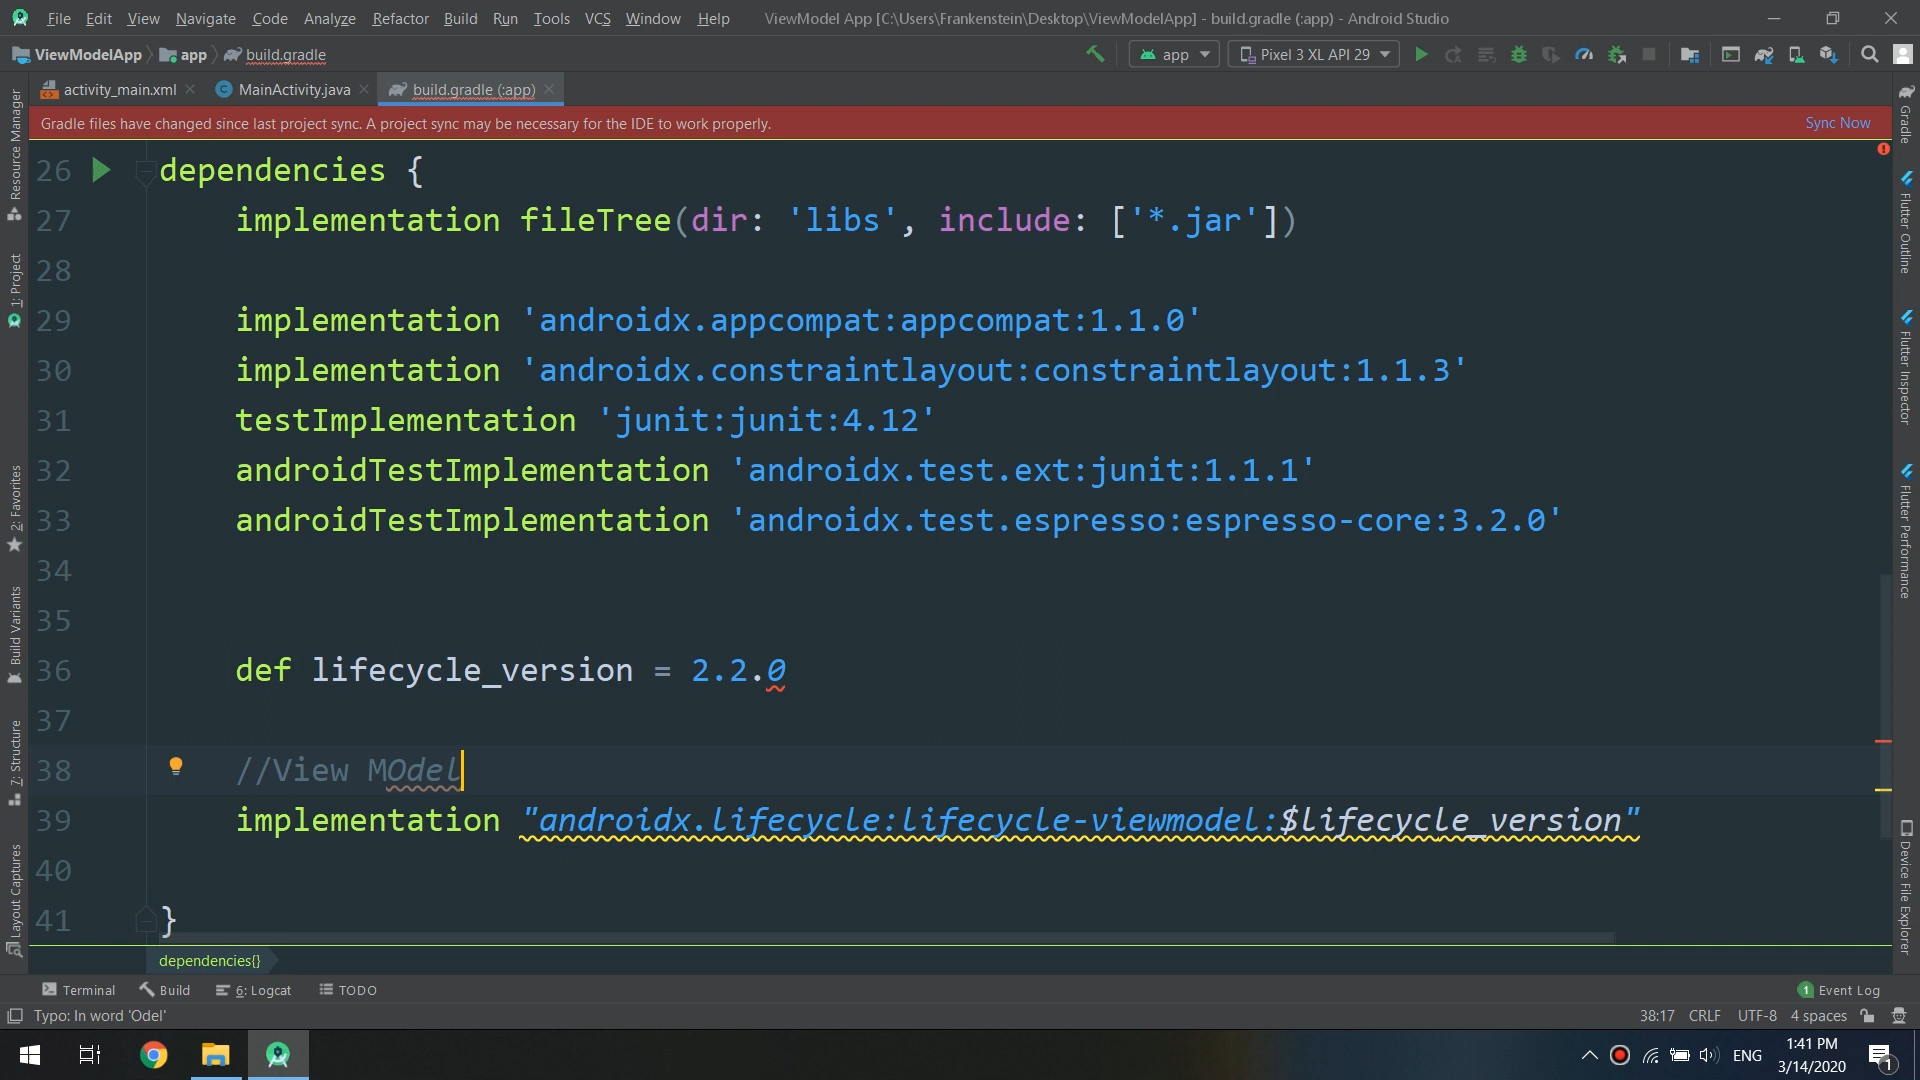 File Edit View Navigate Code Analyze Refactor Build Run Tools VCS Window Help ViewModel App [C:\Users\Frankenstein\Desktop\ViewModelApp] - build.gradle (:app) - Android Studio
ViewModelApp app build.gradle app Pixel 3 XL API 29
activity_main.xml MainActivity.java build.gradle (:app)
Gradle files have changed since last project sync. A project sync may be necessary for the IDE to work properly. Sync Now
26 dependencies {
27 implementation fileTree(dir: 'libs', include: ['*.jar'])
28
29 implementation 'androidx.appcompat:appcompat:1.1.0'
30 implementation 'androidx.constraintlayout:constraintlayout:1.1.3'
31 testImplementation 'junit:junit:4.12'
32 androidTestImplementation 'androidx.test.ext:junit:1.1.1'
33 androidTestImplementation 'androidx.test.espresso:espresso-core:3.2.0'
34
35
36 def lifecycle_version = 2.2.0
37
38 //View MOdel
39 implementation "androidx.lifecycle:lifecycle-viewmodel:$lifecycle_version"
40
41 }
dependencies{}
Resource Manager
1: Project
2: Favorites
Build Variants
7: Structure
Layout Captures
Gradle
Flutter Outline
Flutter Inspector
Flutter Performance
Device File Explorer
Terminal Build 6: Logcat TODO 1 Event Log
Typo: In word 'Odel' 38:17 CRLF UTF-8 4 spaces
ENG 1:41 PM
3/14/2020 1